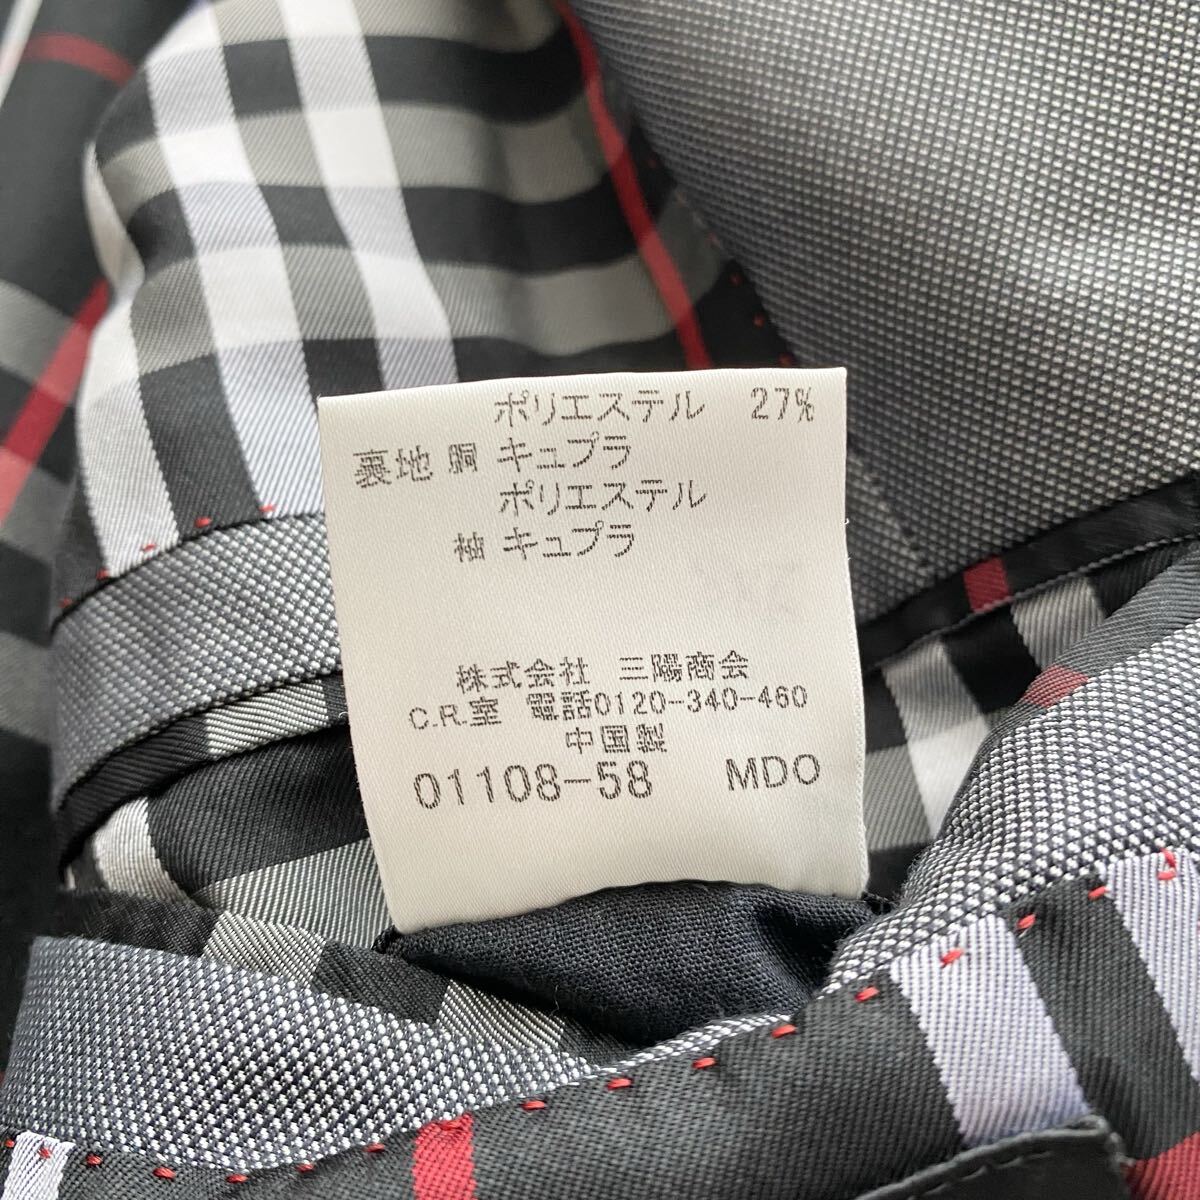 ポリエステル 27%
裏地 胴 キュプラ
ポリエステル
袖 キュプラ
株式会社 三陽商会
C.R.室 電話0120-340-460
中国製
01108-58 MDO